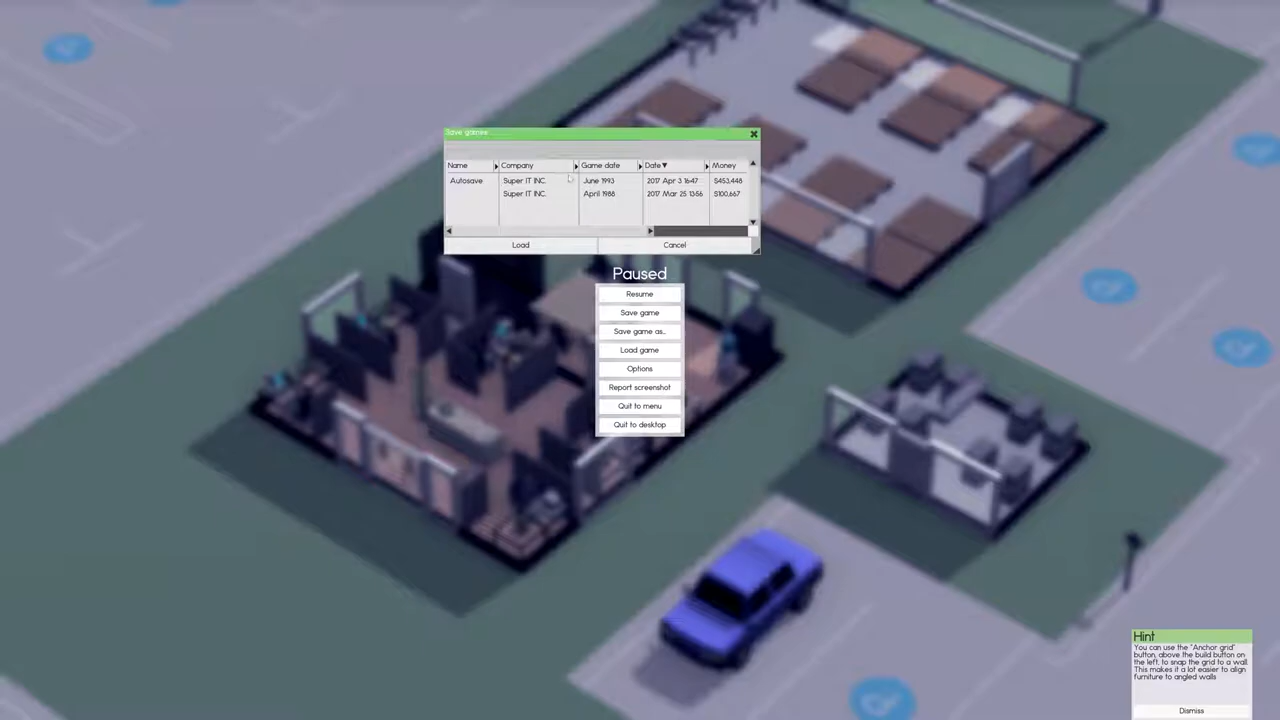 Save games
Name Company Game date Date▼ Money
Autosave Super IT INC. June 1993 2017 Apr 3 16:47 $453,448
Super IT INC. April 1988 2017 Mar 25 13:56 $100,667
Load Cancel
Paused
Resume
Save game
Save game as...
Load game
Options
Report screenshot
Quit to menu
Quit to desktop
Hint
You can use the "Anchor grid"
button, above the build button on
the left, to snap the grid to a wall.
This makes it a lot easier to align
furniture to angled walls
Dismiss